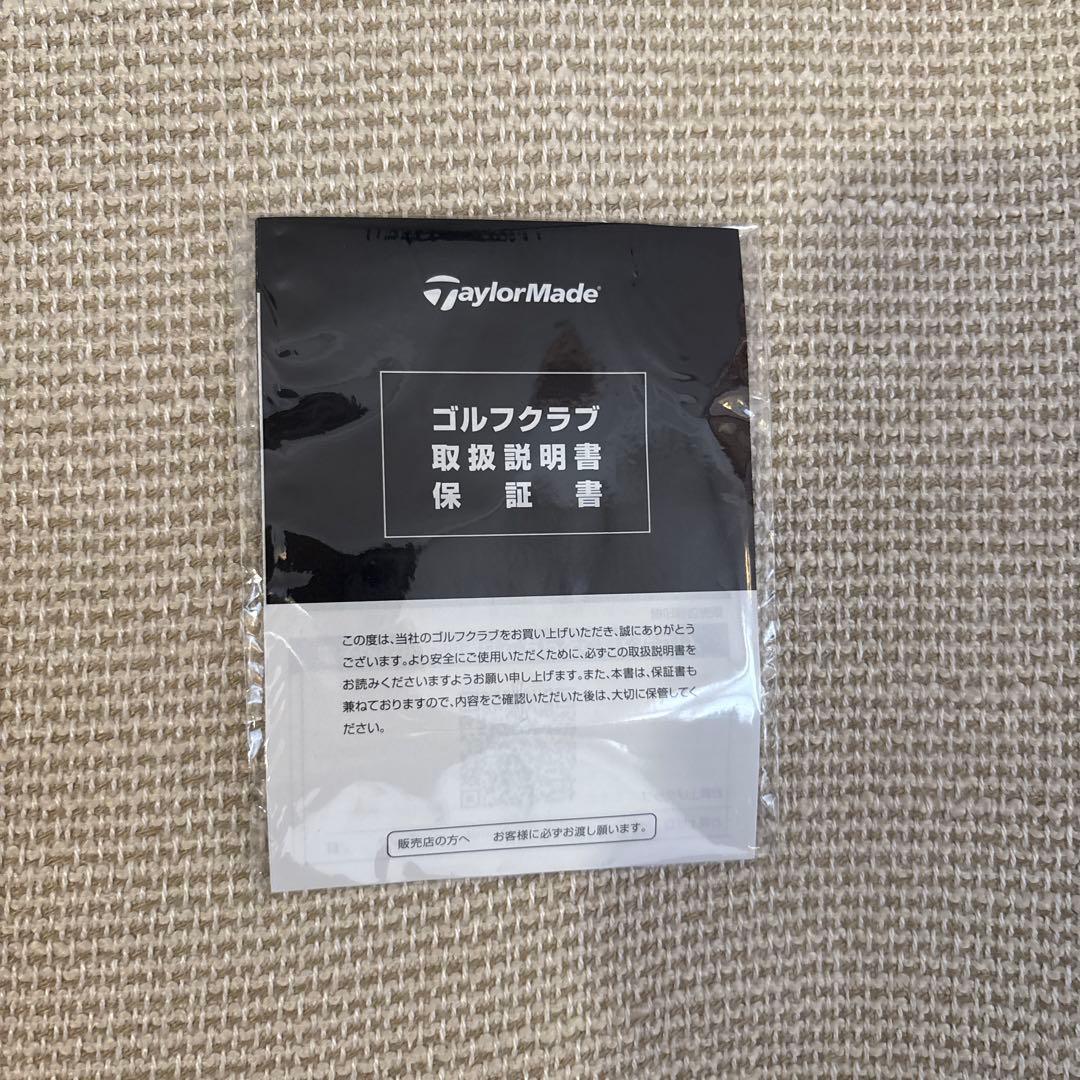 TaylorMade
ゴルフクラブ
取扱説明書
保証書
この度は、当社のゴルフクラブをお買い上げいただき、誠にありがとう
ございます。より安全にご使用いただくために、必ずこの取扱説明書を
お読みくださいますようお願い申し上げます。また、本書は、保証書も
兼ねておりますので、内容をご確認いただいた後は、大切に保管してく
ださい。
販売店の方へ お客様に必ずお渡し願います。